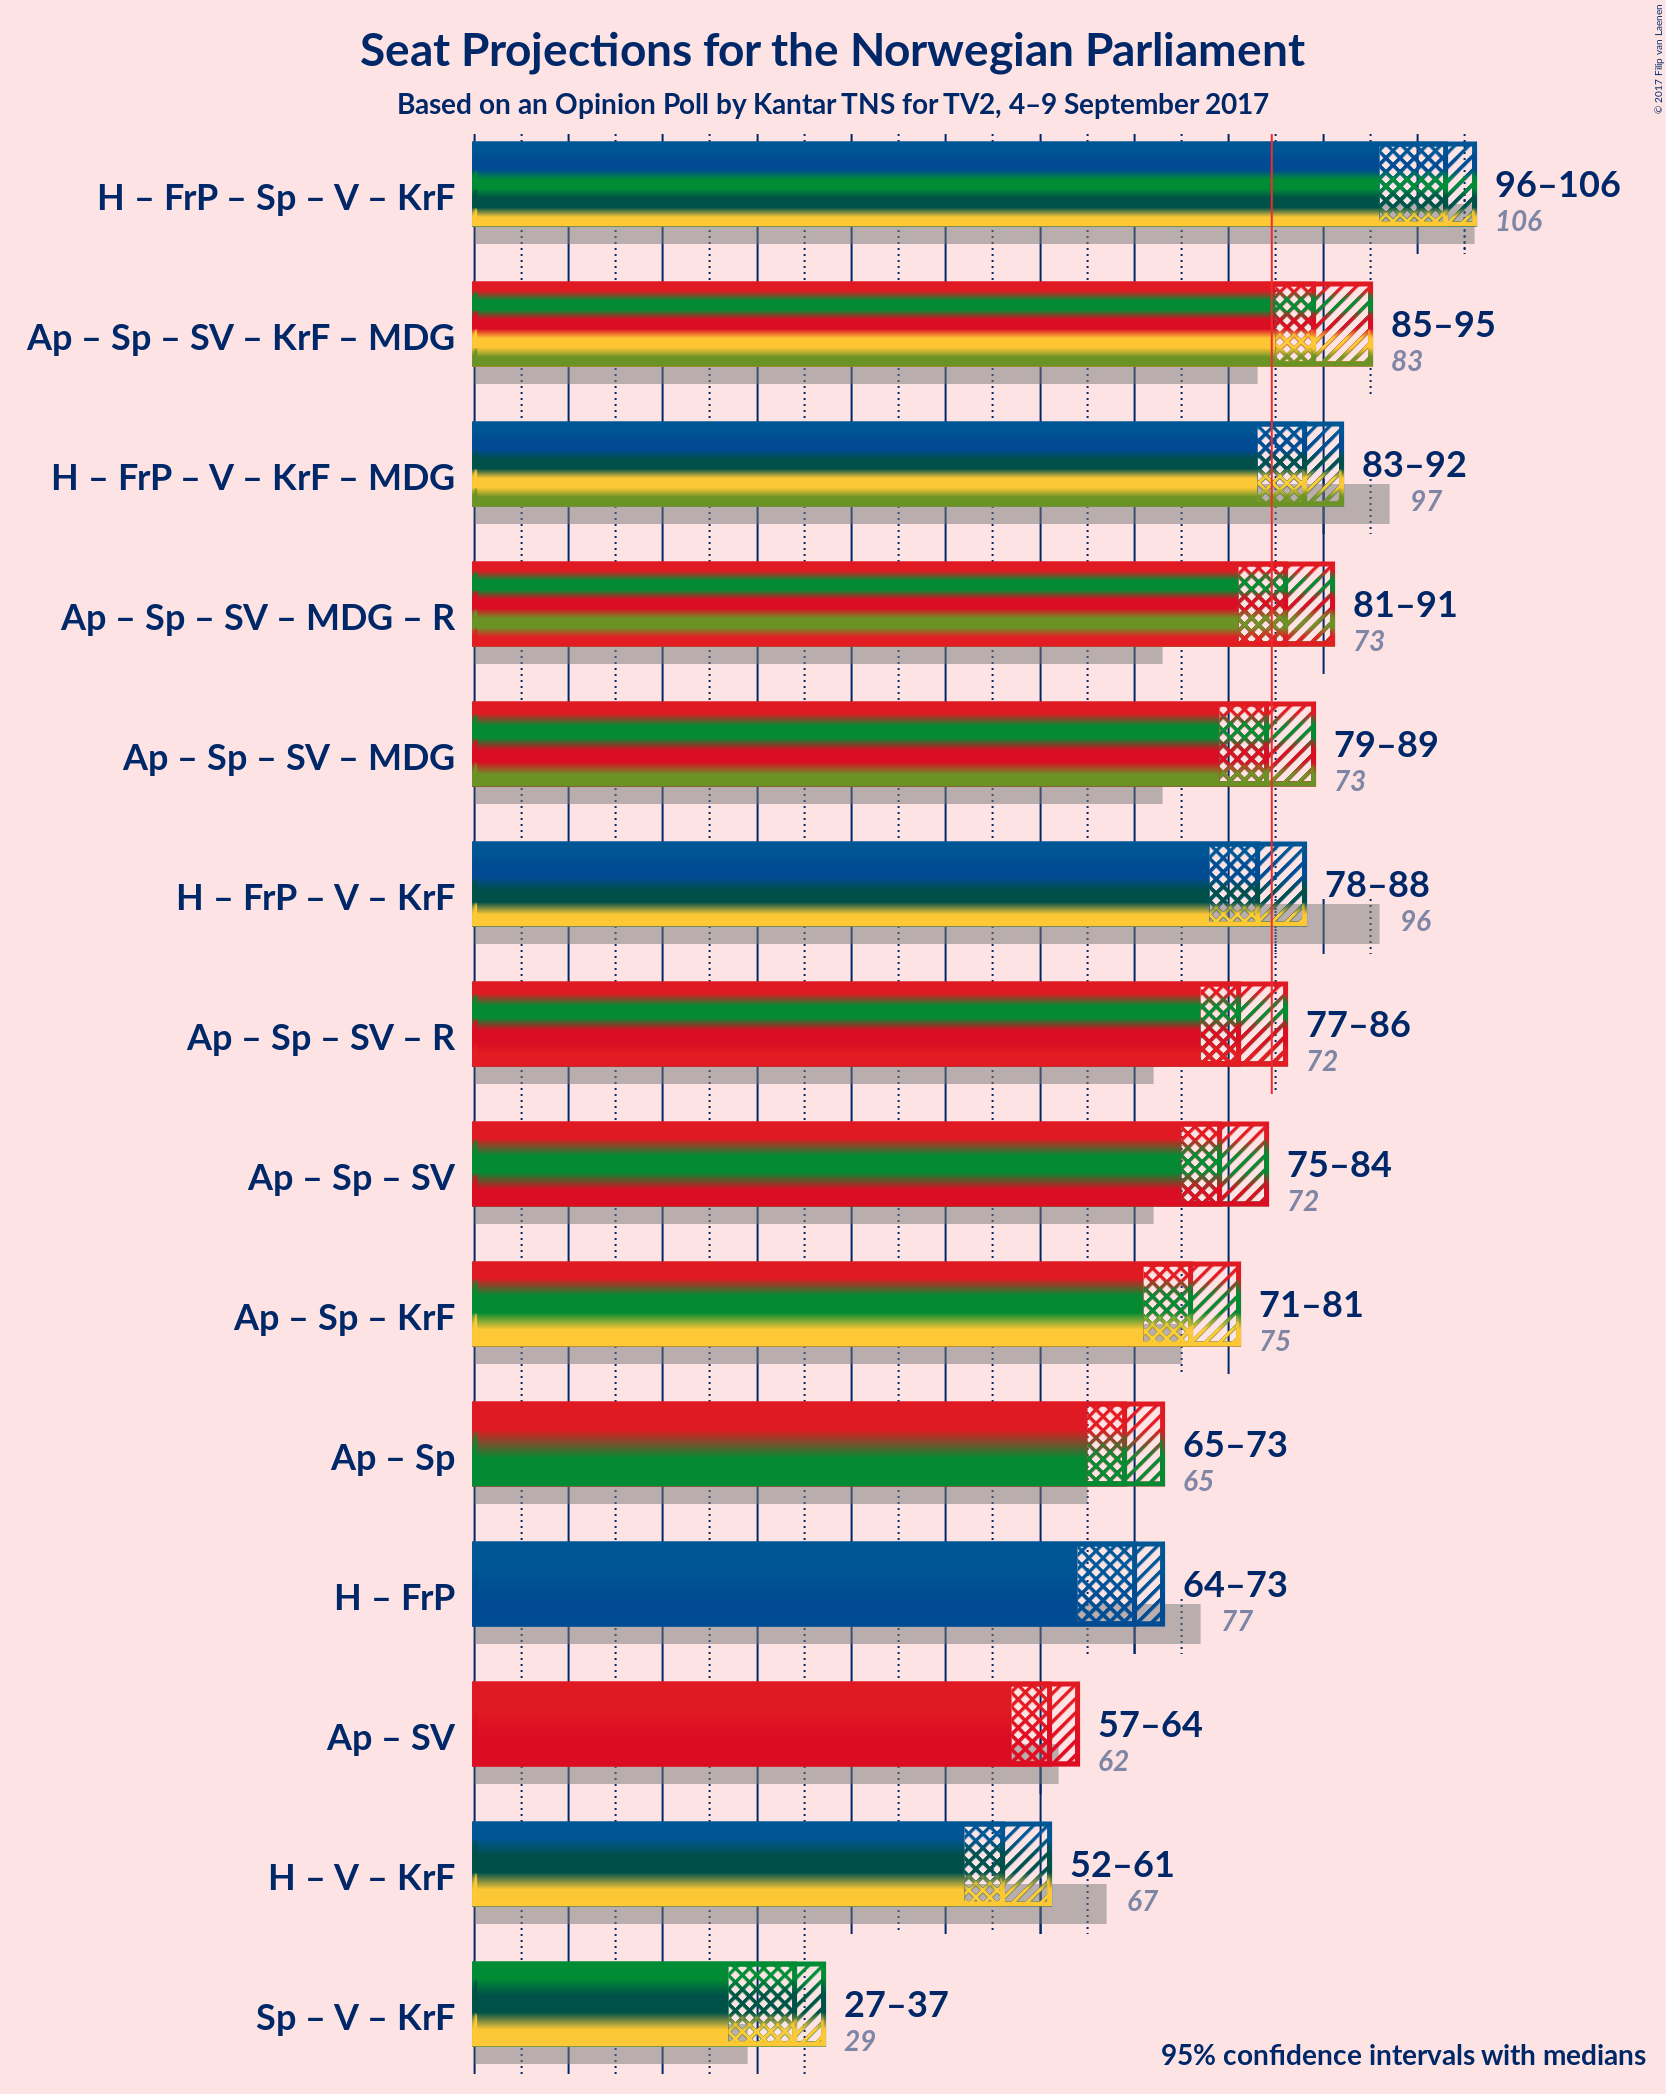 Seat Projections for the Norwegian Parliament
Based on an Opinion Poll by Kantar TNS for TV2, 4–9 September 2017
© 2017 Filip van Laenen
H – FrP – Sp – V – KrF
96–106
106
Ap – Sp – SV – KrF – MDG
85–95
83
H – FrP – V – KrF – MDG
83–92
97
Ap – Sp – SV – MDG – R
81–91
73
Ap – Sp – SV – MDG
79–89
73
H – FrP – V – KrF
78–88
96
Ap – Sp – SV – R
77–86
72
Ap – Sp – SV
75–84
72
Ap – Sp – KrF
71–81
75
Ap – Sp
65–73
65
H – FrP
64–73
77
Ap – SV
57–64
62
H – V – KrF
52–61
67
Sp – V – KrF
27–37
29
95% confidence intervals with medians